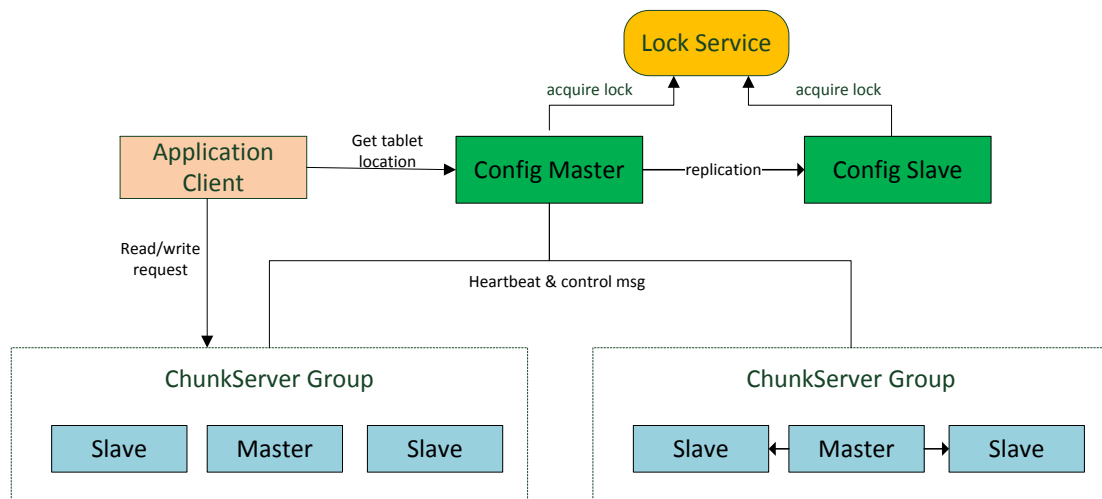 Lock Service
acquire lock
acquire lock
Get tablet
location
Application
Client
Config Master
replication
Config Slave
Read/write
request
Heartbeat & control msg
ChunkServer Group
ChunkServer Group
Slave
Master
Slave
Slave
Master
Slave